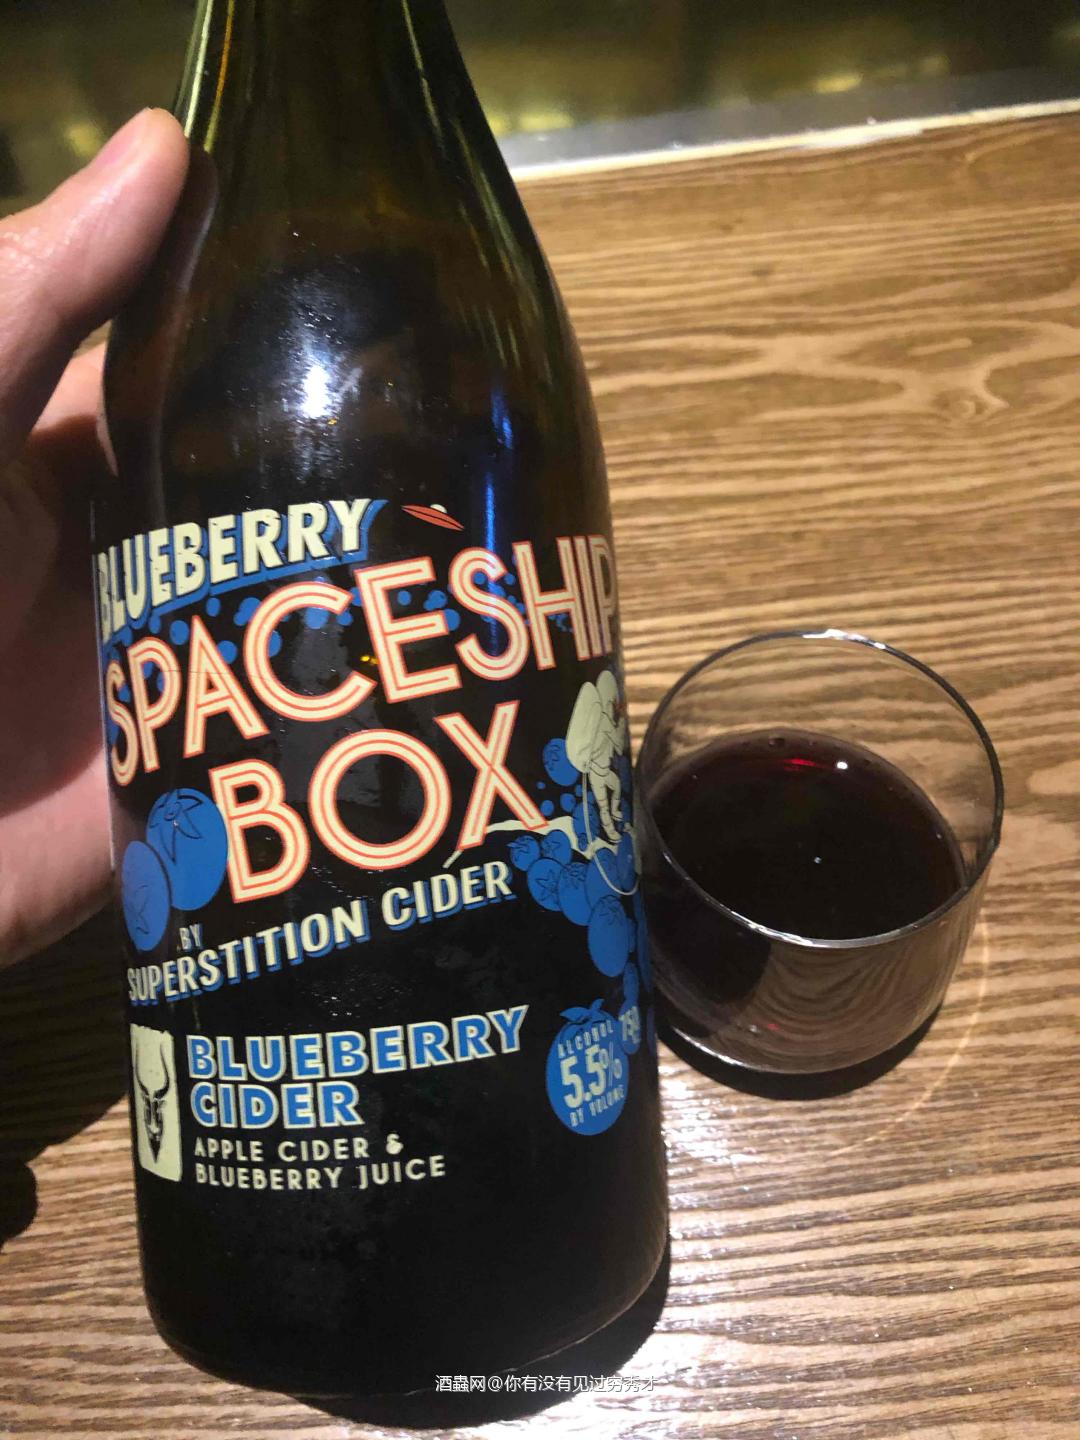 BLUEBERRY
SPACESHIP
BOX
BY
SUPERSTITION CIDER
BLUEBERRY
CIDER
APPLE CIDER &
BLUEBERRY JUICE
ALCOHOL
5.5%
BY VOLUME
750
酒蟲网@你有没有见过穷秀才